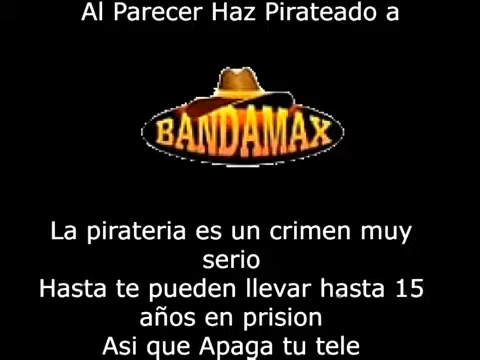 Al Parecer Haz Pirateado a
BANDAMAX
La pirateria es un crimen muy
serio
Hasta te pueden llevar hasta 15
años en prision
Asi que Apaga tu tele